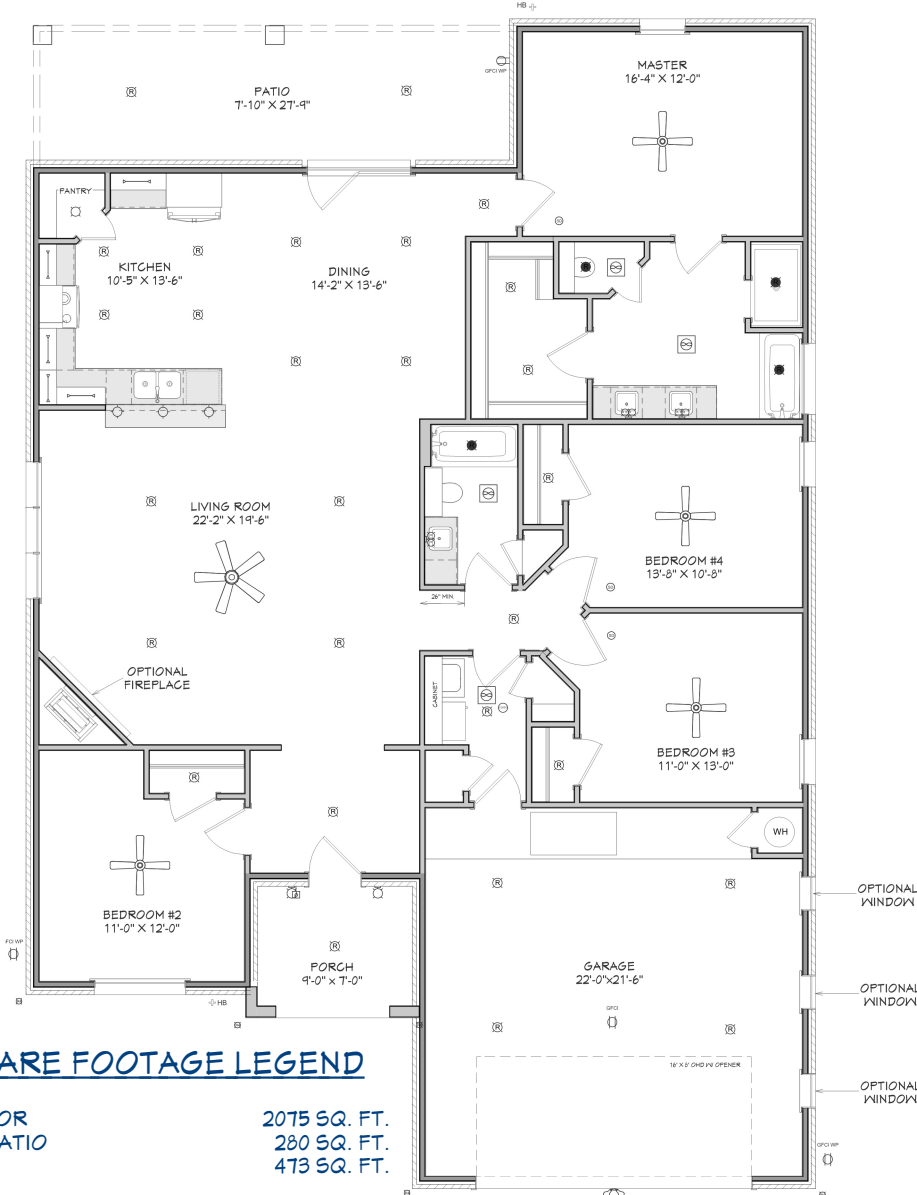 HB
MASTER
16'-4" X 12'-0"
GFCI WP
PATIO
7'-10" X 27'-9"
R
R
PANTRY
R
SD
KITCHEN
10'-5" X 13'-6"
DINING
14'-2" X 13'-6"
R
R
R
R
R
R
R
R
R
R
LIVING ROOM
22'-2" X 19'-6"
R
R
R
BEDROOM #4
13'-8" X 10'-8"
SD
26" MIN.
R
SD
R
R
OPTIONAL
FIREPLACE
CABINET
R
BEDROOM #3
11'-0" X 13'-0"
R
R
R
WH
BEDROOM #2
11'-0" X 12'-0"
R
R
OPTIONAL
WINDOW
FCI WP
R
PORCH
9'-0" X 7'-0"
GARAGE
22'-0"x21'-6"
OPTIONAL
WINDOW
HB
GFCI
R
R
16' X 8' OHD W/ OPENER
ARE FOOTAGE LEGEND
OPTIONAL
WINDOW
OR 2075 SQ. FT.
ATIO 280 SQ. FT.
473 SQ. FT.
GFCI WP